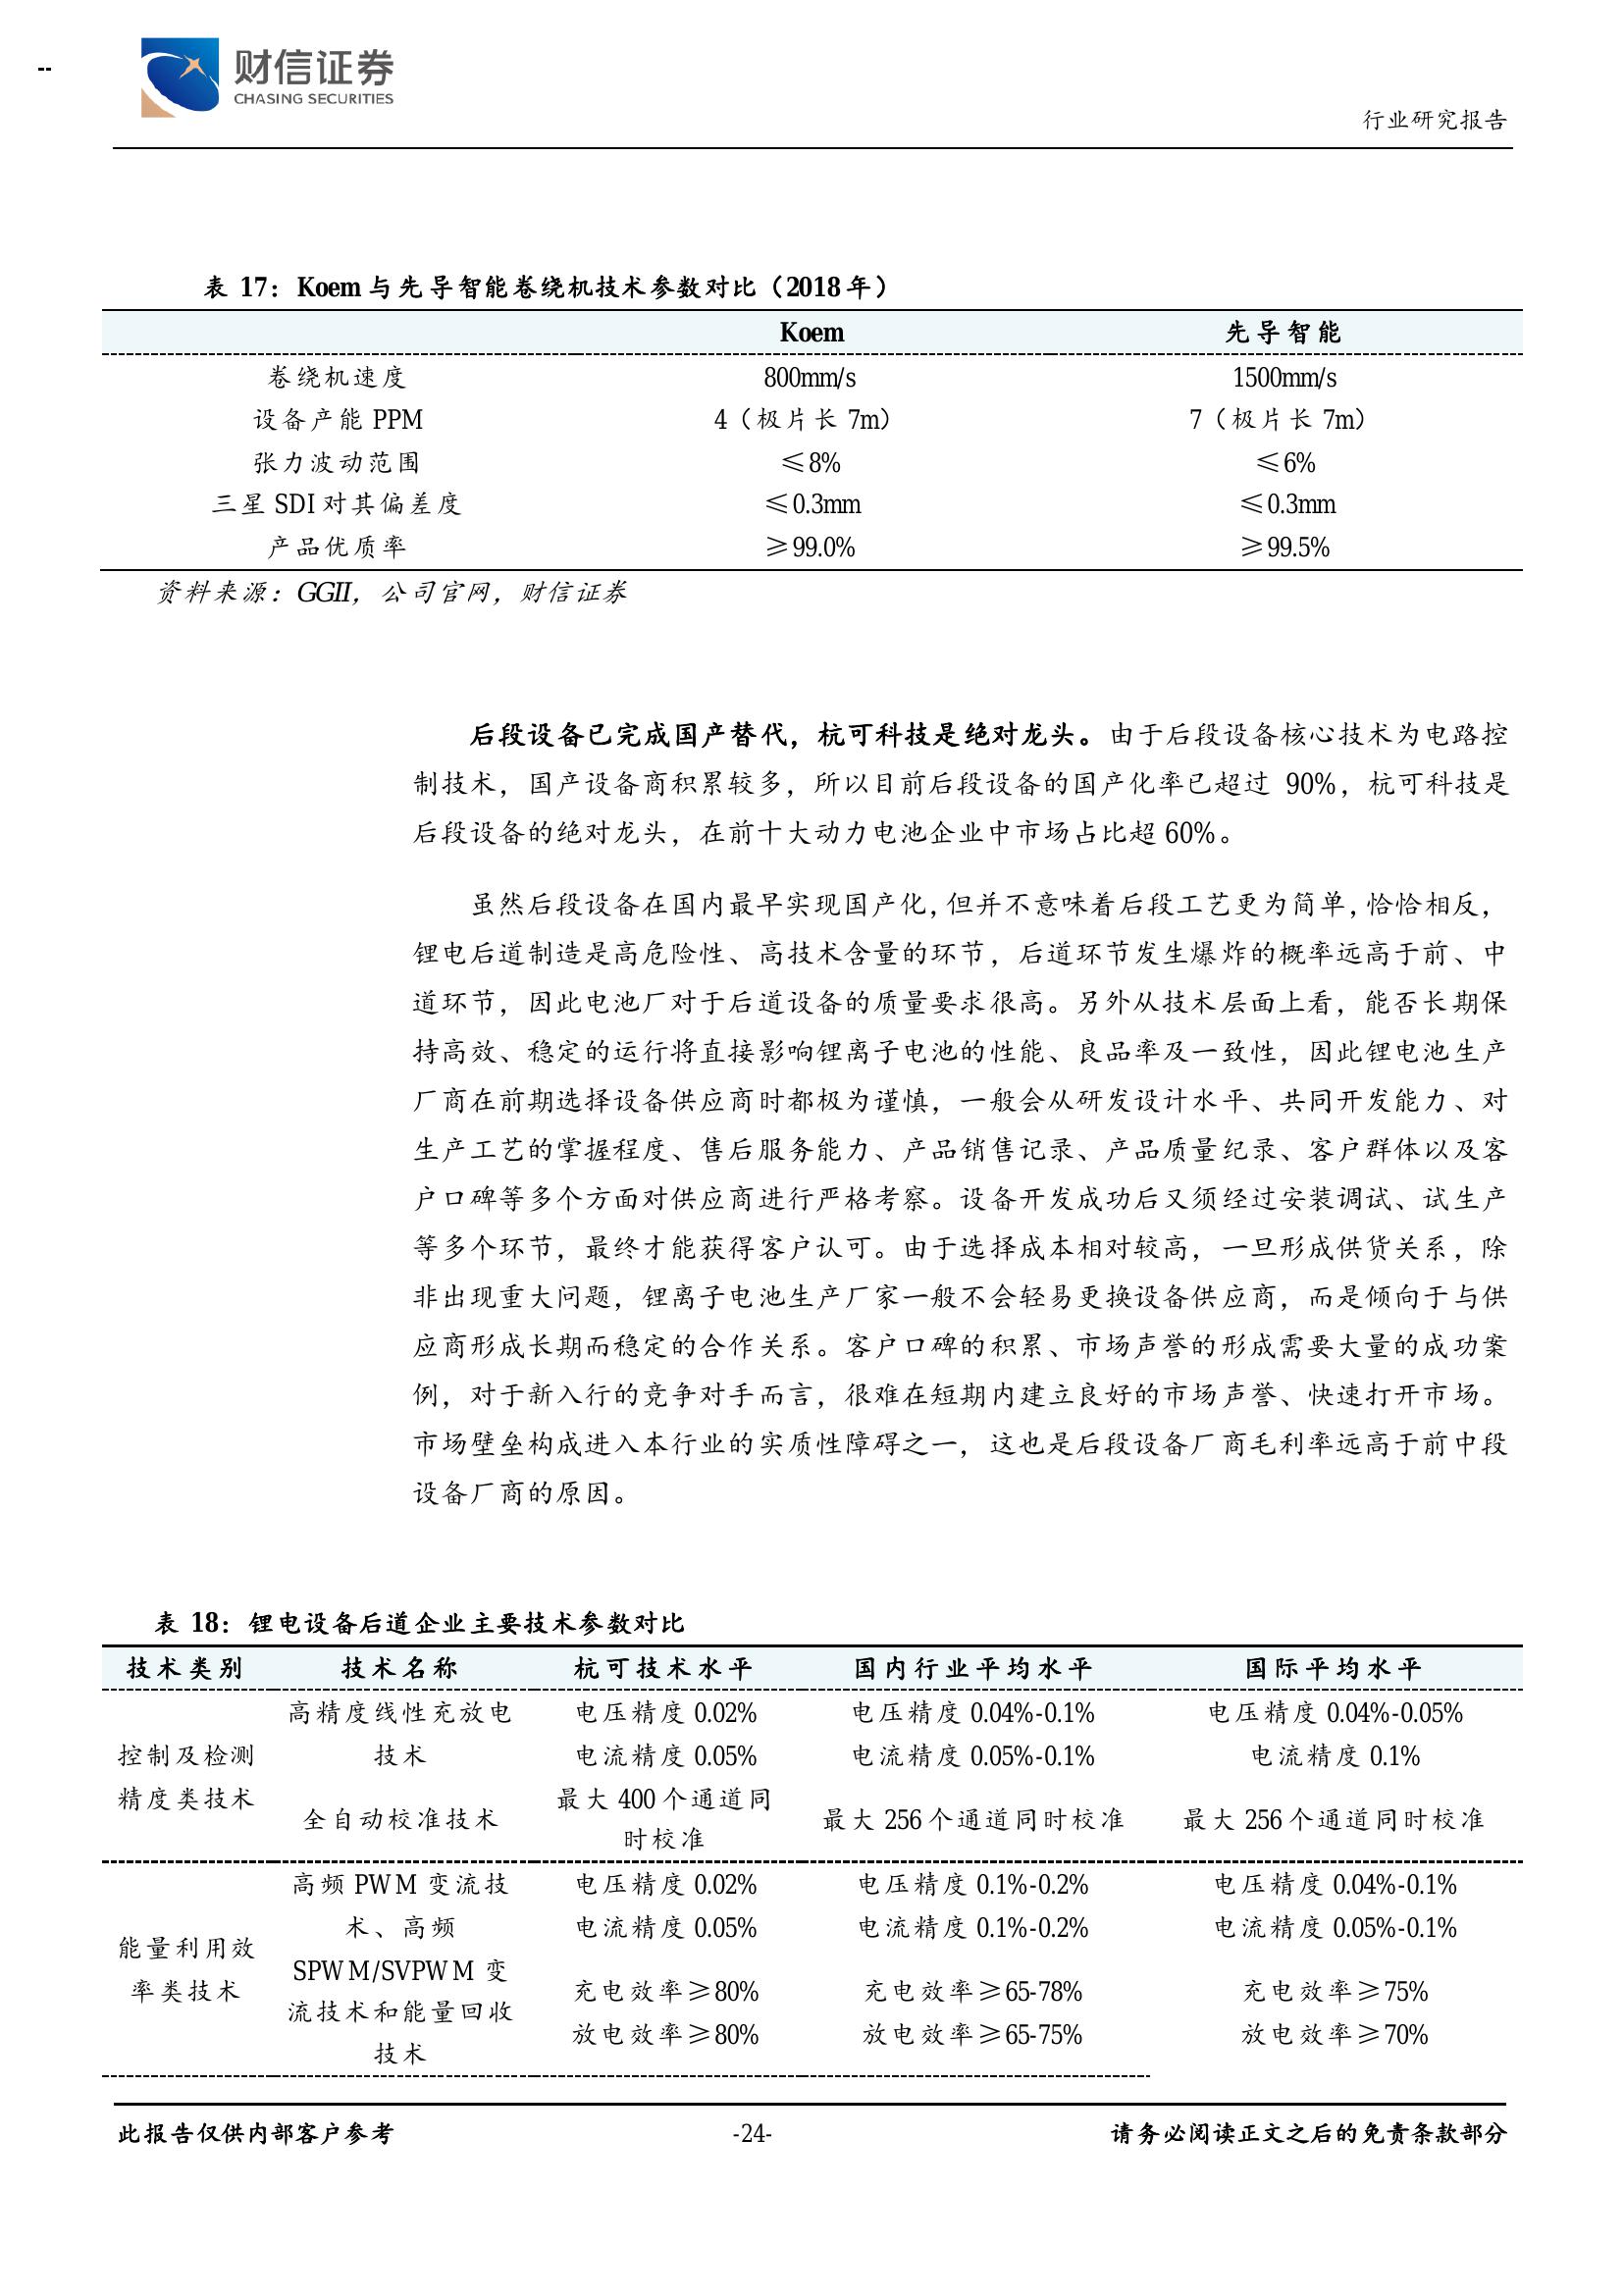 --
财信证券
CHASING SECURITIES
行业研究报告
表 17：Koem 与先导智能卷绕机技术参数对比（2018 年）
Koem 先导智能
卷绕机速度 800mm/s 1500mm/s
设备产能 PPM 4（极片长 7m） 7（极片长 7m）
张力波动范围 ≤8% ≤6%
三星 SDI 对其偏差度 ≤0.3mm ≤0.3mm
产品优质率 ≥99.0% ≥99.5%
资料来源：GGII，公司官网，财信证券
后段设备已完成国产替代，杭可科技是绝对龙头。由于后段设备核心技术为电路控
制技术，国产设备商积累较多，所以目前后段设备的国产化率已超过 90%，杭可科技是
后段设备的绝对龙头，在前十大动力电池企业中市场占比超 60%。
虽然后段设备在国内最早实现国产化，但并不意味着后段工艺更为简单，恰恰相反，
锂电后道制造是高危险性、高技术含量的环节，后道环节发生爆炸的概率远高于前、中
道环节，因此电池厂对于后道设备的质量要求很高。另外从技术层面上看，能否长期保
持高效、稳定的运行将直接影响锂离子电池的性能、良品率及一致性，因此锂电池生产
厂商在前期选择设备供应商时都极为谨慎，一般会从研发设计水平、共同开发能力、对
生产工艺的掌握程度、售后服务能力、产品销售记录、产品质量纪录、客户群体以及客
户口碑等多个方面对供应商进行严格考察。设备开发成功后又须经过安装调试、试生产
等多个环节，最终才能获得客户认可。由于选择成本相对较高，一旦形成供货关系，除
非出现重大问题，锂离子电池生产厂家一般不会轻易更换设备供应商，而是倾向于与供
应商形成长期而稳定的合作关系。客户口碑的积累、市场声誉的形成需要大量的成功案
例，对于新入行的竞争对手而言，很难在短期内建立良好的市场声誉、快速打开市场。
市场壁垒构成进入本行业的实质性障碍之一，这也是后段设备厂商毛利率远高于前中段
设备厂商的原因。
表 18：锂电设备后道企业主要技术参数对比
技术类别 技术名称 杭可技术水平 国内行业平均水平 国际平均水平
高精度线性充放电 电压精度 0.02% 电压精度 0.04%-0.1% 电压精度 0.04%-0.05%
控制及检测 技术 电流精度 0.05% 电流精度 0.05%-0.1% 电流精度 0.1%
精度类技术 最大 400 个通道同
全自动校准技术 最大 256 个通道同时校准 最大 256 个通道同时校准
时校准
高频 PWM 变流技 电压精度 0.02% 电压精度 0.1%-0.2% 电压精度 0.04%-0.1%
术、高频 电流精度 0.05% 电流精度 0.1%-0.2% 电流精度 0.05%-0.1%
能量利用效
SPWM/SVPWM 变
率类技术 充电效率≥80% 充电效率≥65-78% 充电效率≥75%
流技术和能量回收
放电效率≥80% 放电效率≥65-75% 放电效率≥70%
技术
此报告仅供内部客户参考 -24- 请务必阅读正文之后的免责条款部分